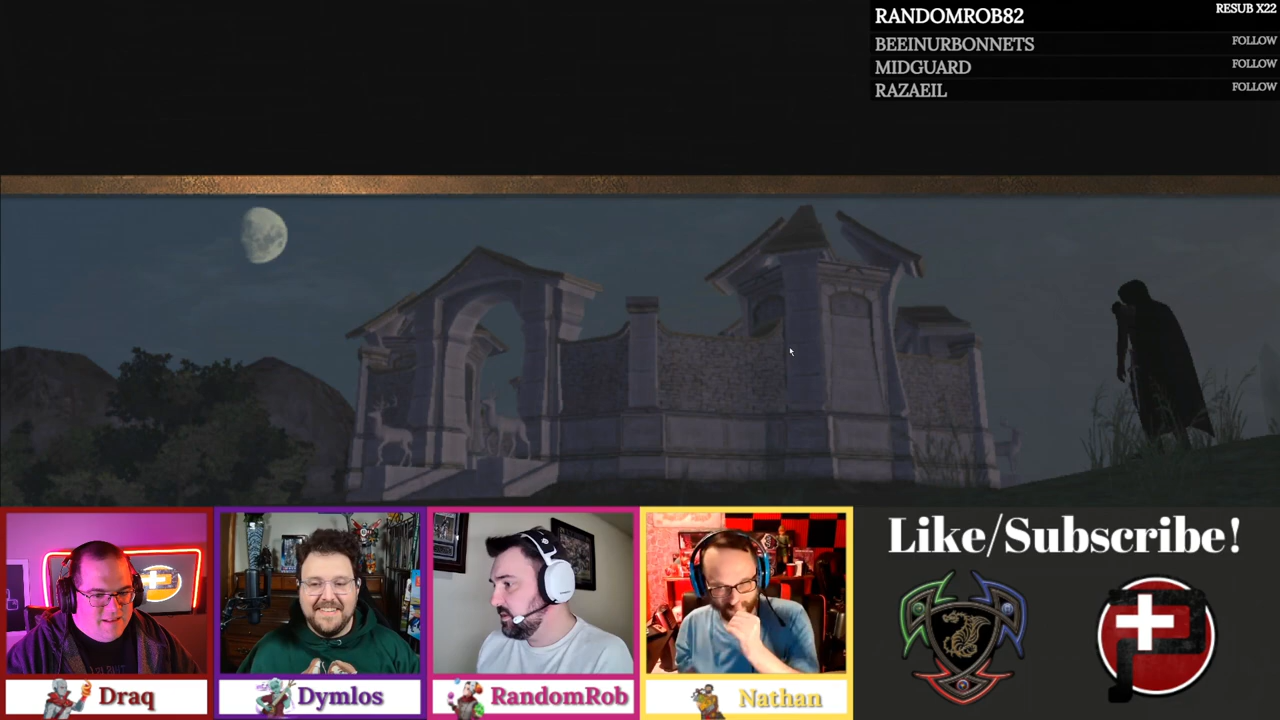 RANDOMROB82 RESUB X22
BEEINURBONNETS FOLLOW
MIDGUARD FOLLOW
RAZAEIL FOLLOW
Like/Subscribe!
Draq
Dymlos
RandomRob
Nathan